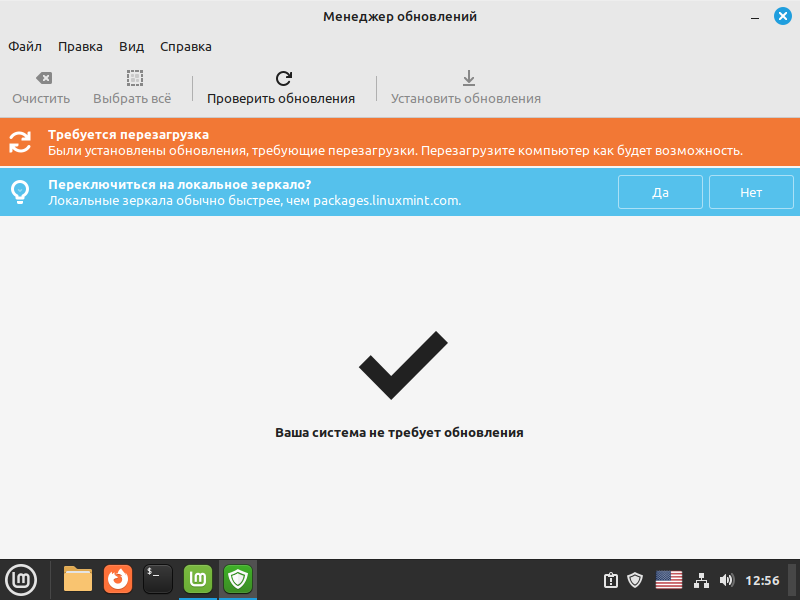 Менеджер обновлений
Файл Правка Вид Справка
Очистить Выбрать всё Проверить обновления Установить обновления
Требуется перезагрузка
Были установлены обновления, требующие перезагрузки. Перезагрузите компьютер как будет возможность.
Переключиться на локальное зеркало?
Локальные зеркала обычно быстрее, чем packages.linuxmint.com.
Да Нет
Ваша система не требует обновления
$_ 12:56